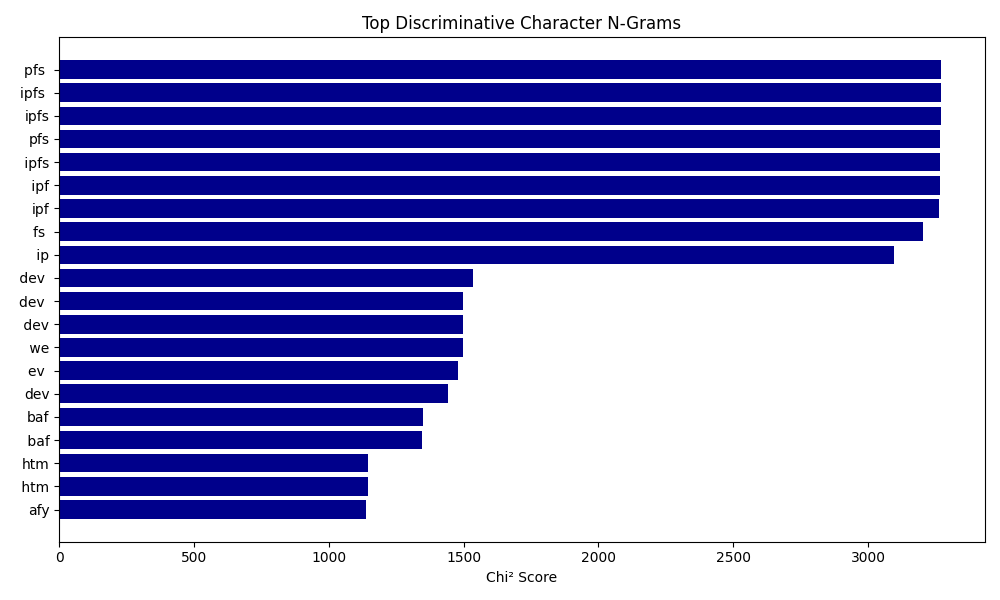 Top Discriminative Character N-Grams
pfs
ipfs
ipfs
pfs
ipfs
ipf
ipf
fs
ip
dev
dev
dev
we
ev
dev
baf
baf
htm
htm
afy
0 500 1000 1500 2000 2500 3000
Chi² Score